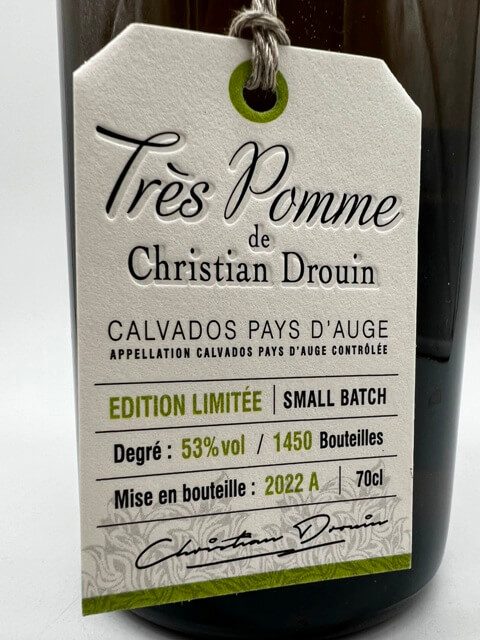 Très Pomme
de
Christian Drouin
CALVADOS PAYS D'AUGE
APPELLATION CALVADOS PAYS D'AUGE CONTRÔLÉE
EDITION LIMITÉE | SMALL BATCH
Degré : 53% vol / 1450 Bouteilles
Mise en bouteille : 2022 A | 70cl
Christian Drouin